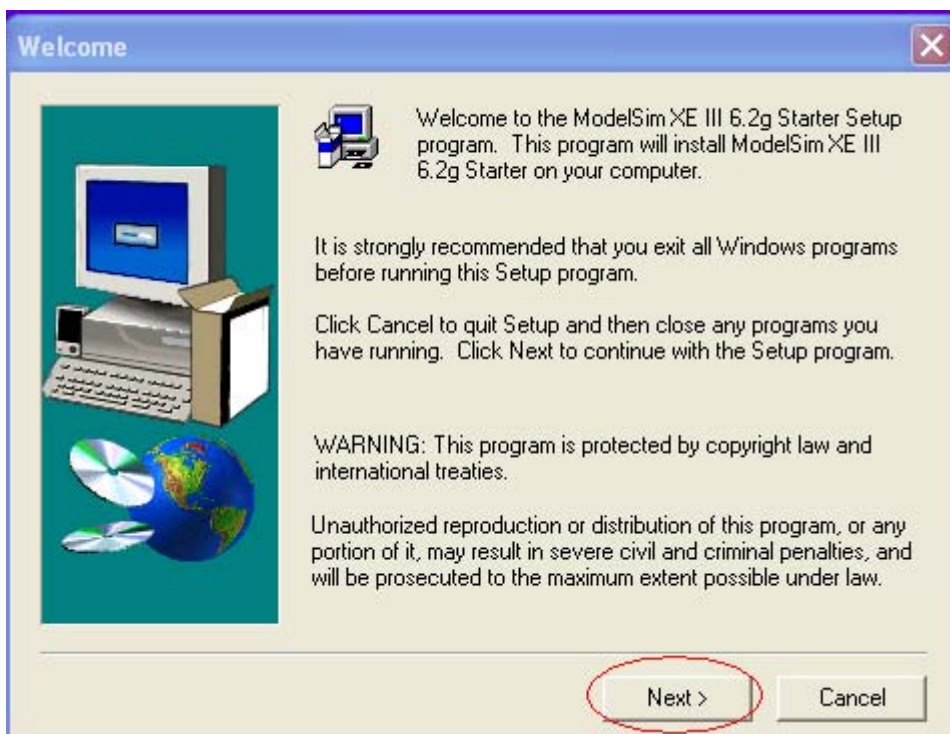 Welcome
Welcome to the ModelSim XE III 6.2g Starter Setup
program. This program will install ModelSim XE III
6.2g Starter on your computer.
It is strongly recommended that you exit all Windows programs
before running this Setup program.
Click Cancel to quit Setup and then close any programs you
have running. Click Next to continue with the Setup program.
WARNING: This program is protected by copyright law and
international treaties.
Unauthorized reproduction or distribution of this program, or any
portion of it, may result in severe civil and criminal penalties, and
will be prosecuted to the maximum extent possible under law.
Next > Cancel